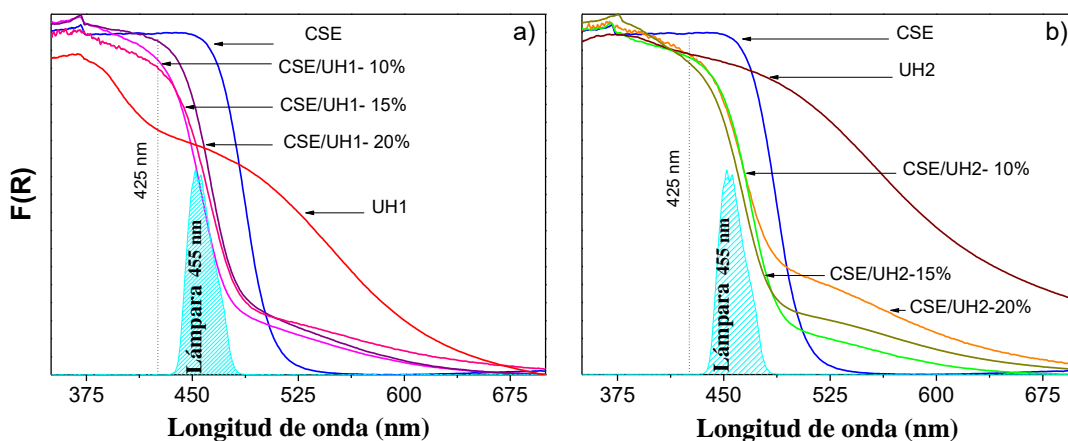 F(R)
a)
CSE
CSE/UH1- 10%
CSE/UH1- 15%
CSE/UH1- 20%
UH1
425 nm
Lámpara 455 nm
375
450
525
600
675
Longitud de onda (nm)
b)
CSE
UH2
CSE/UH2- 10%
CSE/UH2-15%
CSE/UH2-20%
425 nm
Lámpara 455 nm
375
450
525
600
675
Longitud de onda (nm)